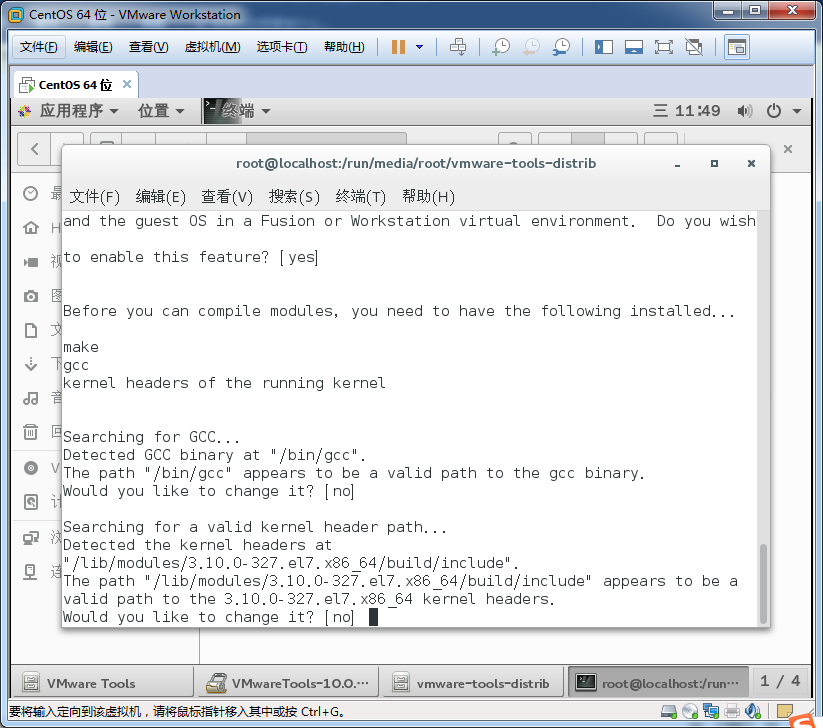 CentOS 64 位 - VMware Workstation
文件(F) 编辑(E) 查看(V) 虚拟机(M) 选项卡(T) 帮助(H)
CentOS 64 位
应用程序 位置 终端 三 11:49
root@localhost:/run/media/root/vmware-tools-distrib
文件(F) 编辑(E) 查看(V) 搜索(S) 终端(T) 帮助(H)
and the guest OS in a Fusion or Workstation virtual environment.  Do you wish
to enable this feature? [yes]
Before you can compile modules, you need to have the following installed...
make
gcc
kernel headers of the running kernel
Searching for GCC...
Detected GCC binary at "/bin/gcc".
The path "/bin/gcc" appears to be a valid path to the gcc binary.
Would you like to change it? [no]
Searching for a valid kernel header path...
Detected the kernel headers at
"/lib/modules/3.10.0-327.el7.x86_64/build/include".
The path "/lib/modules/3.10.0-327.el7.x86_64/build/include" appears to be a
valid path to the 3.10.0-327.el7.x86_64 kernel headers.
Would you like to change it? [no]
VMware Tools VMwareTools-10.0.··· vmware-tools-distrib root@localhost:/run··· 1 / 4
要将输入定向到该虚拟机，请将鼠标指针移入其中或按 Ctrl+G。